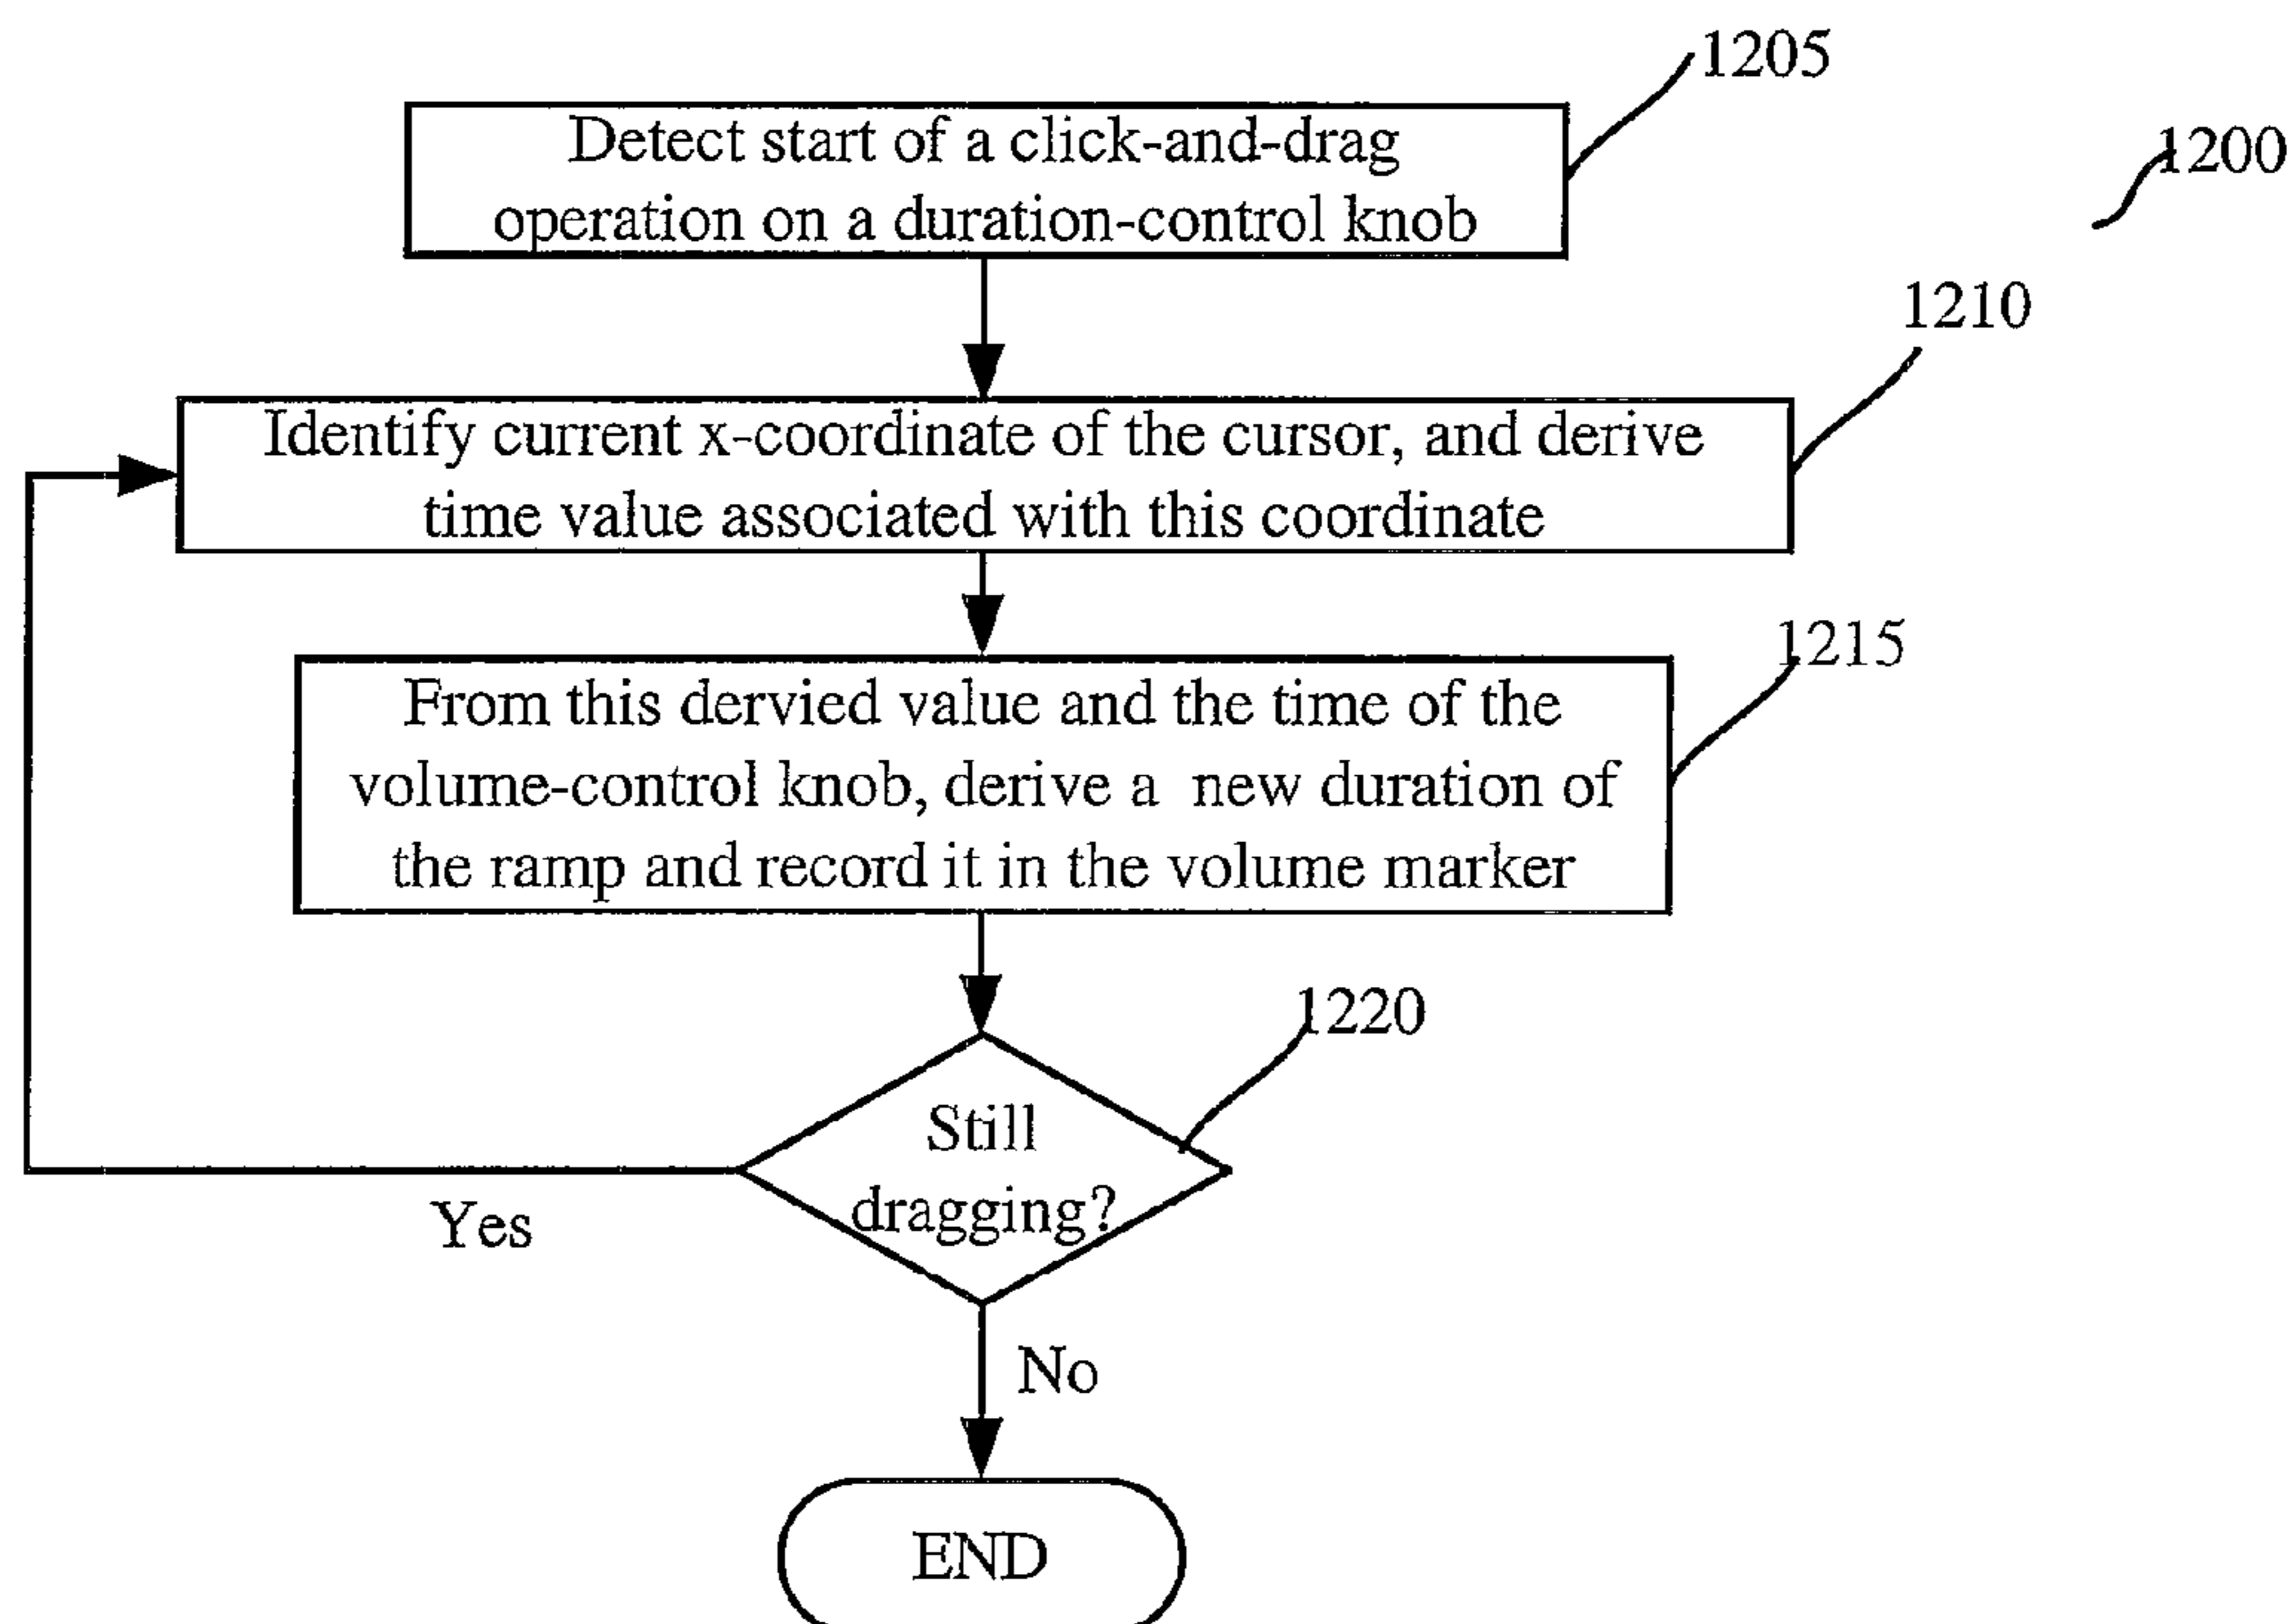 1205
Detect start of a click-and-drag
operation on a duration-control knob
1200
1210
Identify current x-coordinate of the cursor, and derive
time value associated with this coordinate
1215
From this dervied value and the time of the
volume-control knob, derive a new duration of
the ramp and record it in the volume marker
1220
Still
dragging?
Yes
No
END